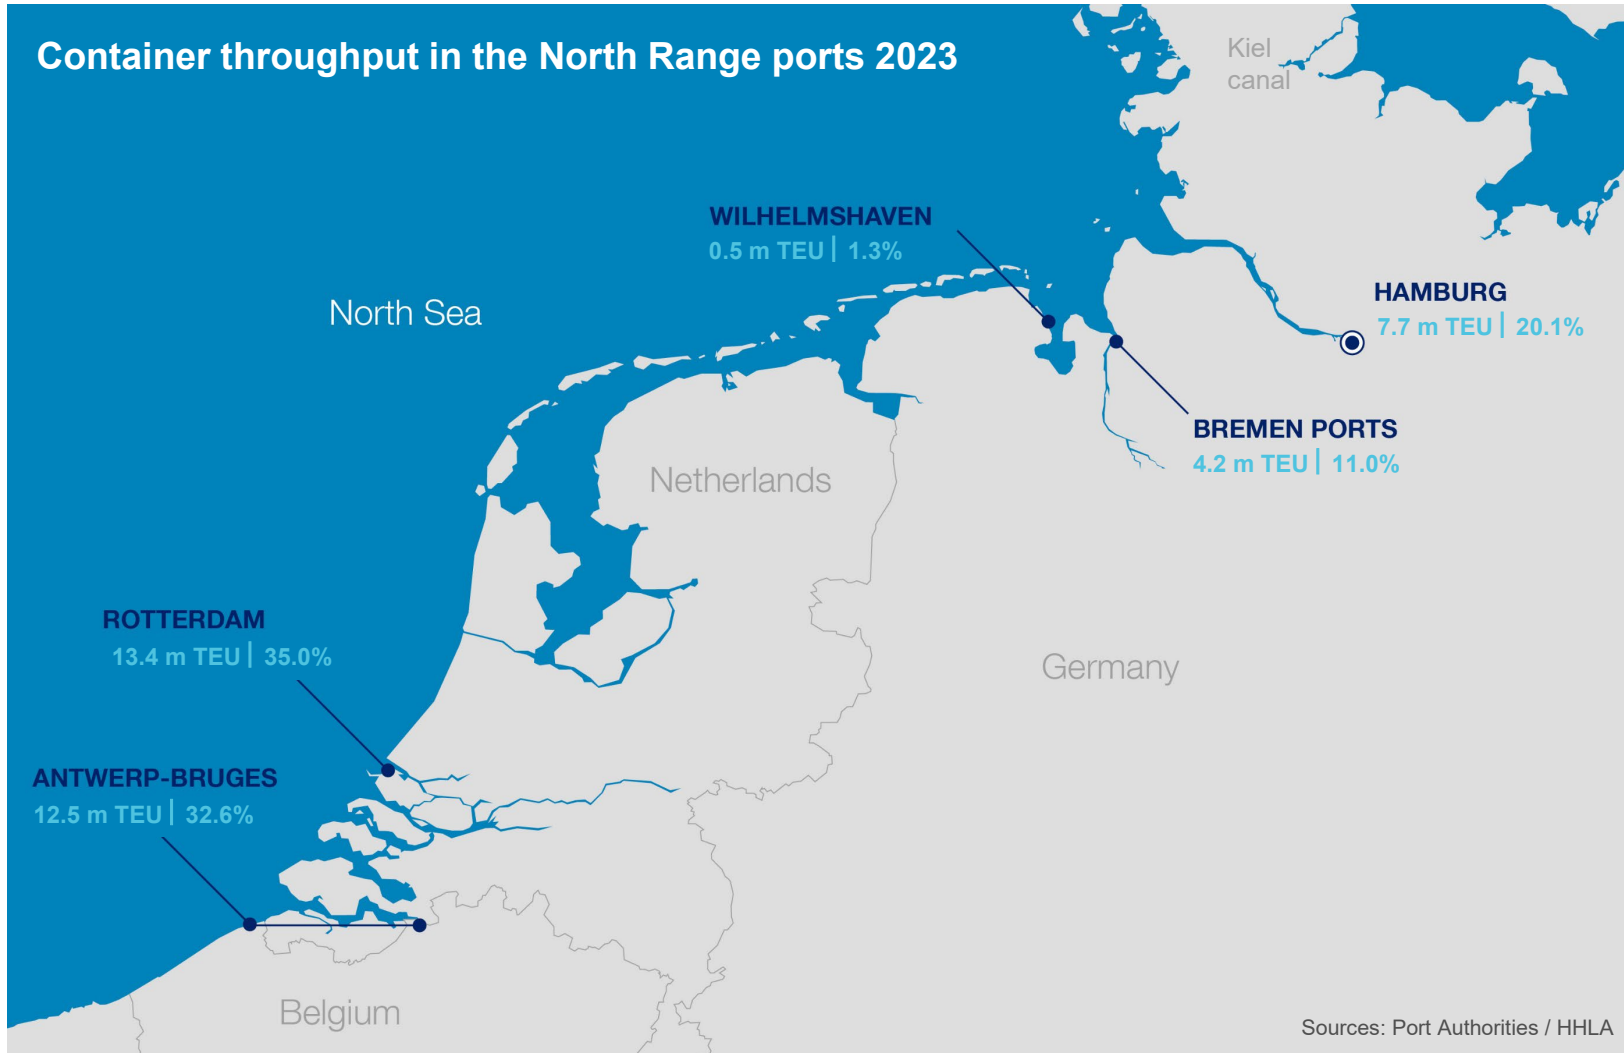 Container throughput in the North Range ports 2023
Kiel
canal
WILHELMSHAVEN
0.5 m TEU | 1.3%
North Sea
HAMBURG
7.7 m TEU | 20.1%
BREMEN PORTS
4.2 m TEU | 11.0%
Netherlands
ROTTERDAM
13.4 m TEU | 35.0%
Germany
ANTWERP-BRUGES
12.5 m TEU | 32.6%
Belgium
Sources: Port Authorities / HHLA